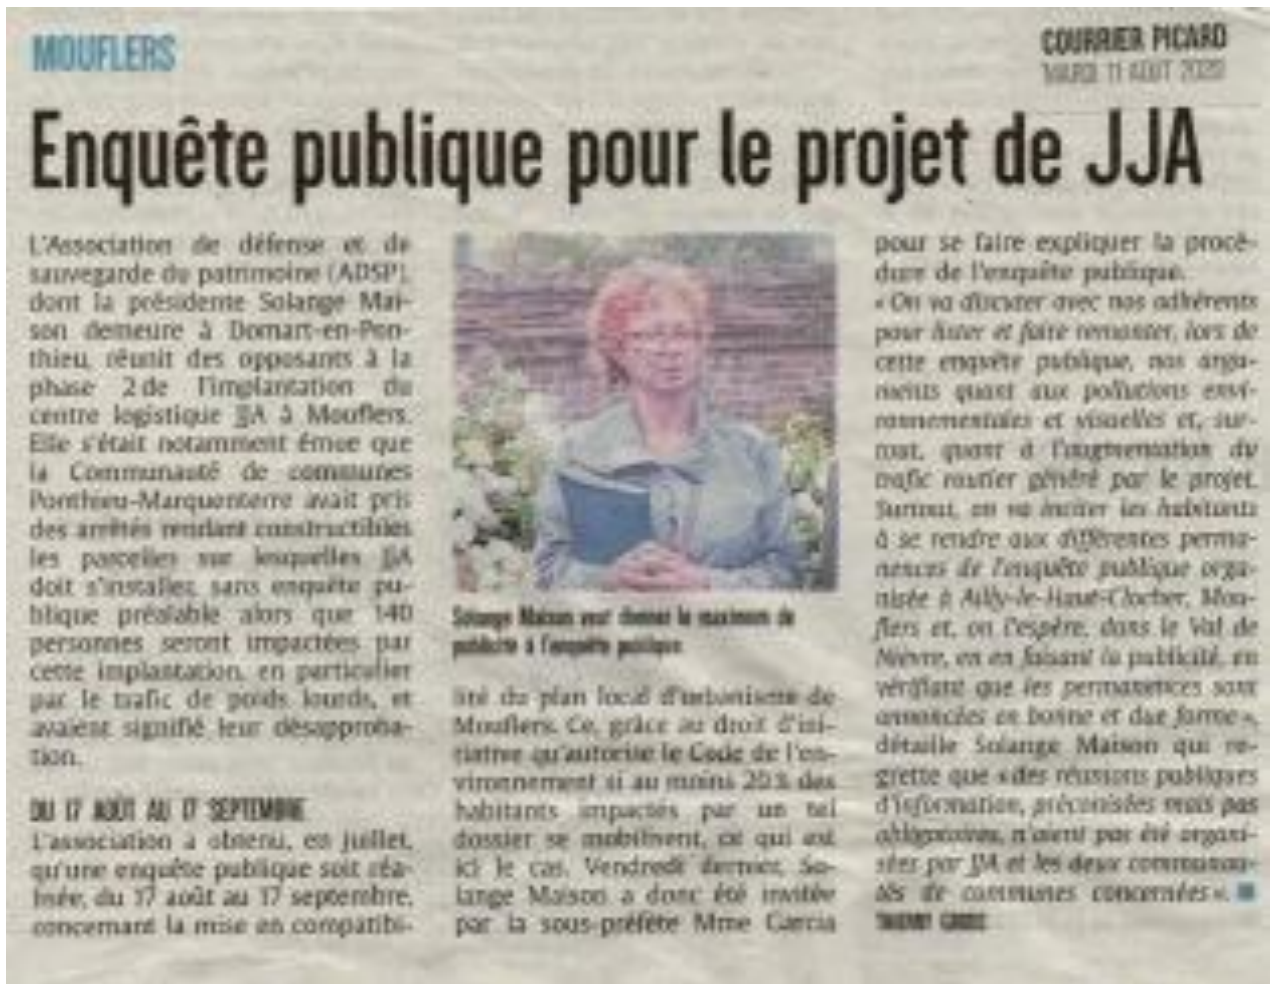 MOUFLERS
COURRIER PICARD
MARDI 11 AOÛT 2020
Enquête publique pour le projet de JJA
L'Association de défense et de
sauvegarde du patrimoine (ADSP),
dont la présidente Solange Mai-
son demeure à Domart-en-Pon-
thieu, réunit des opposants à la
phase 2 de l'implantation du
centre logistique JJA à Mouflers.
Elle s'était notamment émue que
la Communauté de communes
Ponthieu-Marquenterre avait pris
des arrêtés rendant constructibles
les parcelles sur lesquelles JJA
doit s'installer, sans enquête pu-
blique préalable alors que 140
personnes seront impactées par
cette implantation, en particulier
par le trafic de poids lourds, et
avaient signifié leur désapproba-
tion.
DU 17 AOÛT AU 17 SEPTEMBRE
L'association a obtenu, en juillet,
qu'une enquête publique soit réa-
lisée, du 17 août au 17 septembre,
concernant la mise en compatibi-
Solange Maison veut donner le maximum de
publicité à l'enquête publique.
lité du plan local d'urbanisme de
Mouflers. Ce, grâce au droit d'ini-
tiative qu'autorise le Code de l'en-
vironnement si au moins 20 % des
habitants impactés par un tel
dossier se mobilisent, ce qui est
ici le cas. Vendredi dernier, So-
lange Maison a donc été invitée
par la sous-préfète Mme Garcia
pour se faire expliquer la procé-
dure de l'enquête publique.
« On va discuter avec nos adhérents
pour lister et faire remonter, lors de
cette enquête publique, nos argu-
ments quant aux pollutions envi-
ronnementales et visuelles et, sur-
tout, quant à l'augmentation du
trafic routier généré par le projet.
Surtout, on va inciter les habitants
à se rendre aux différentes perma-
nences de l'enquête publique orga-
nisée à Ailly-le-Haut-Clocher, Mou-
flers et, on l'espère, dans le Val de
Nièvre, en en faisant la publicité, en
vérifiant que les permanences sont
annoncées en bonne et due forme »,
détaille Solange Maison qui re-
grette que « des réunions publiques
d'information, préconisées mais pas
obligatoires, n'aient pas été organi-
sées par JJA et les deux communau-
tés de communes concernées ».
THIERRY